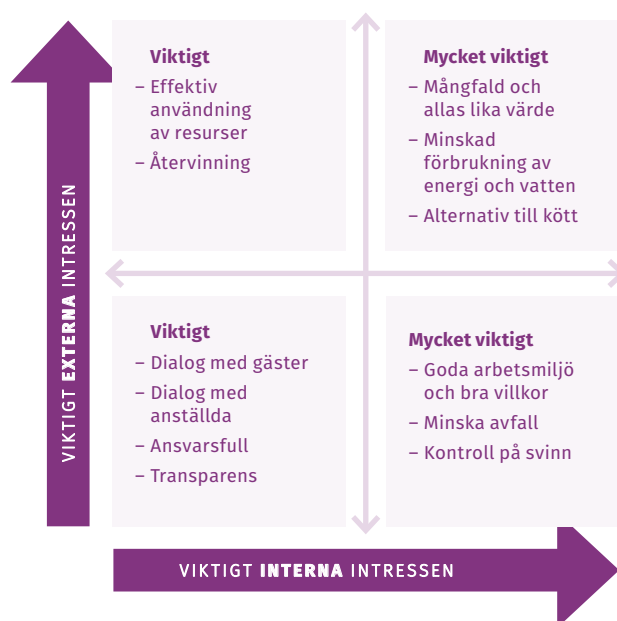 Viktigt
– Effektiv
användning
av resurser
– Återvinning
Mycket viktigt
– Mångfald och
allas lika värde
– Minskad
förbrukning av
energi och vatten
– Alternativ till kött
VIKTIGT EXTERNA INTRESSEN
Viktigt
– Dialog med gäster
– Dialog med
anställda
– Ansvarsfull
– Transparens
Mycket viktigt
– Goda arbetsmiljö
och bra villkor
– Minska avfall
– Kontroll på svinn
VIKTIGT INTERNA INTRESSEN